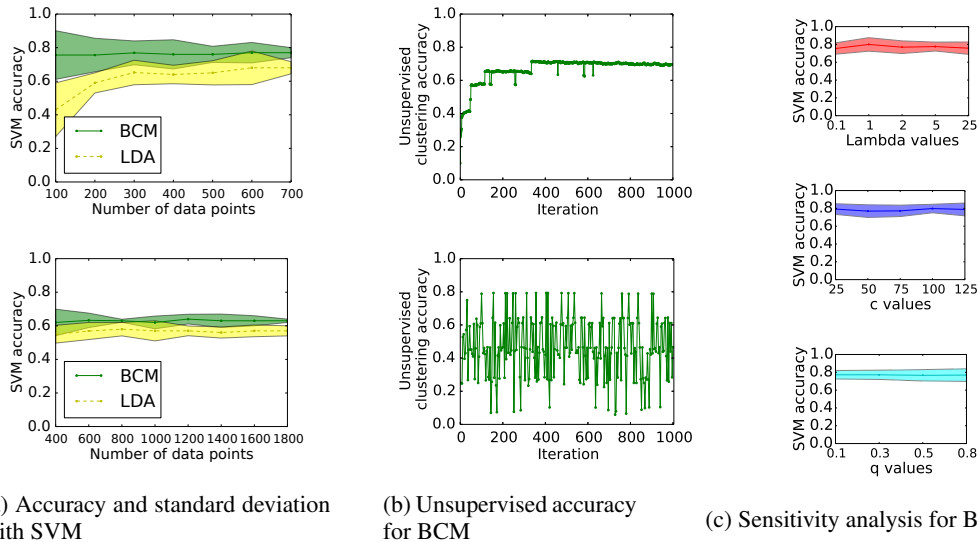 SVM accuracy
1.0
0.8
0.6
0.4
0.2
0.0
BCM
LDA
100 200 300 400 500 600 700
Number of data points
SVM accuracy
1.0
0.8
0.6
0.4
0.2
0.0
BCM
LDA
400 600 800 1000 1200 1400 1600 1800
Number of data points
) Accuracy and standard deviation
ith SVM
Unsupervised
clustering accuracy
1.0
0.8
0.6
0.4
0.2
0.0
0 200 400 600 800 1000
Iteration
Unsupervised
clustering accuracy
1.0
0.8
0.6
0.4
0.2
0.0
0 200 400 600 800 1000
Iteration
(b) Unsupervised accuracy
for BCM
SVM accuracy
1.0
0.8
0.6
0.4
0.2
0.0
0.1 1 2 5 25
Lambda values
SVM accuracy
1.0
0.8
0.6
0.4
0.2
0.0
25 50 75 100 125
c values
SVM accuracy
1.0
0.8
0.6
0.4
0.2
0.0
0.1 0.3 0.5 0.8
q values
(c) Sensitivity analysis for B